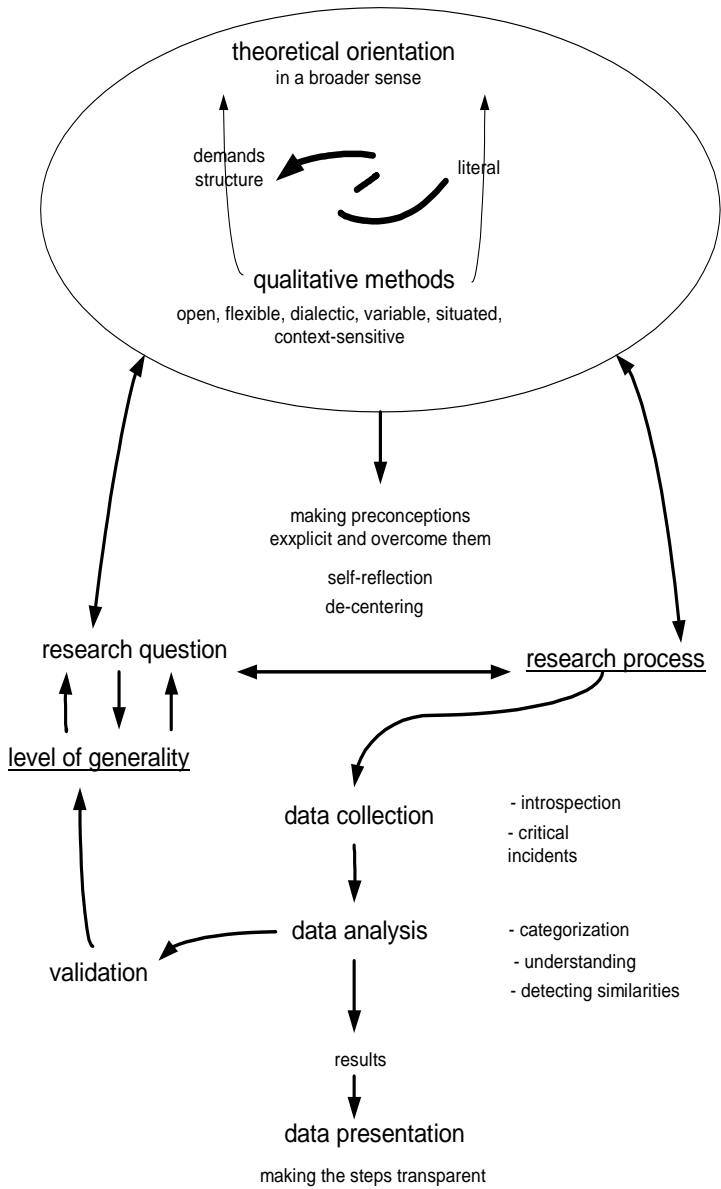 theoretical orientation
in a broader sense
demands
structure
literal
qualitative methods
open, flexible, dialectic, variable, situated,
context-sensitive
making preconceptions
exxplicit and overcome them
self-reflection
de-centering
research question
research process
level of generality
data collection
- introspection
- critical
incidents
data analysis
- categorization
- understanding
- detecting similarities
validation
results
data presentation
making the steps transparent